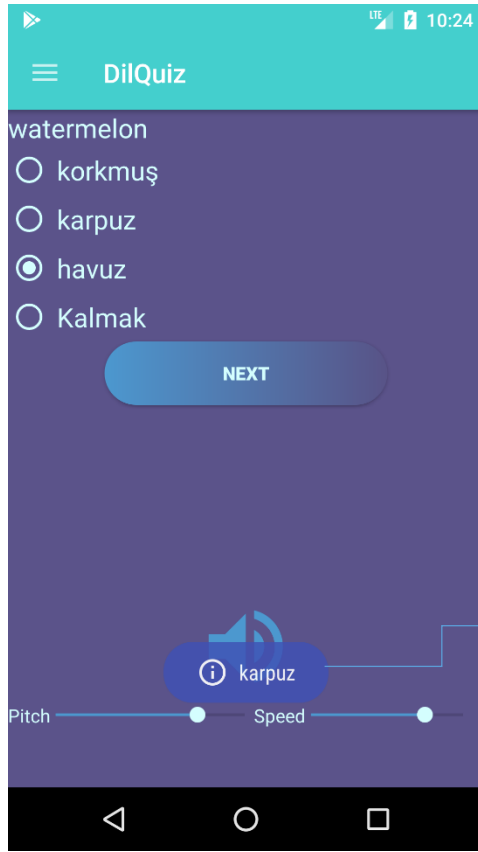 LTE 10:24
DilQuiz
watermelon
korkmuş
karpuz
havuz
Kalmak
NEXT
karpuz
Pitch Speed